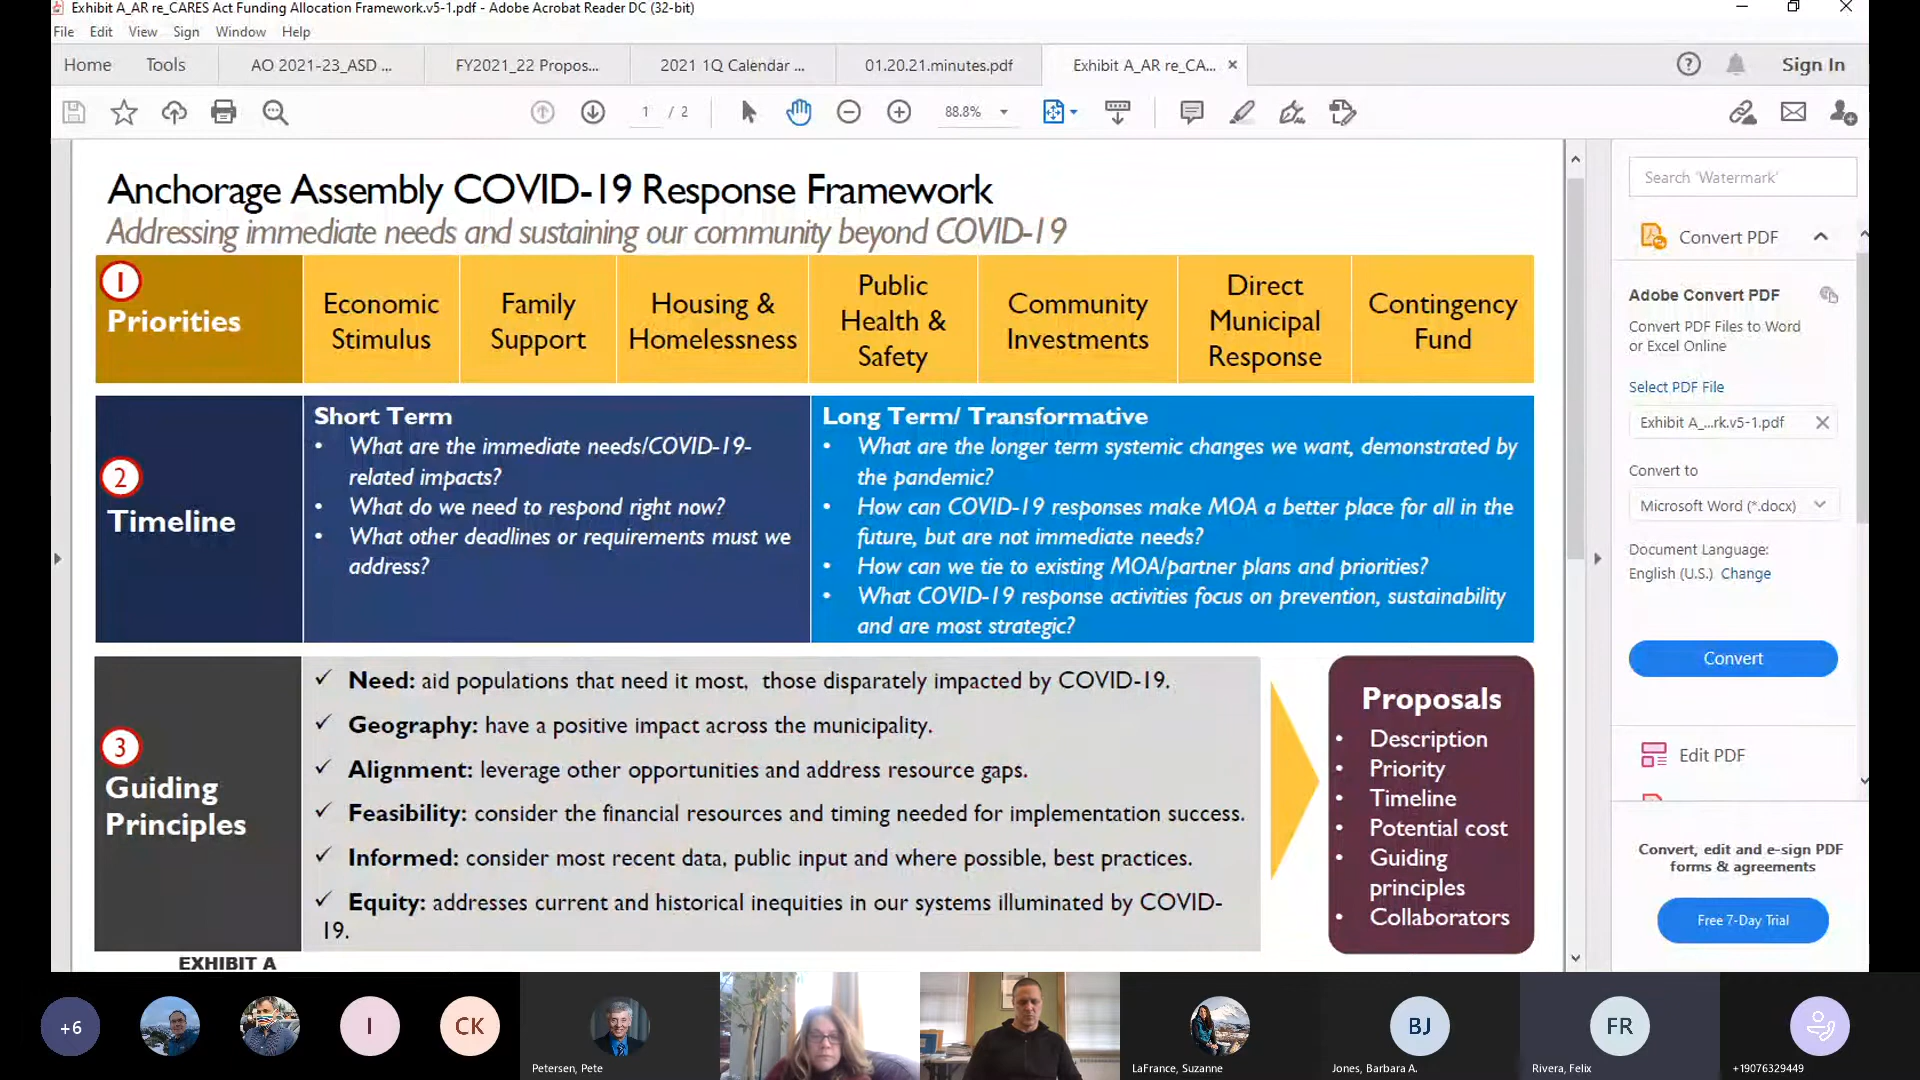 Exhibit A_AR re_CARES Act Funding Allocation Framework.v5-1.pdf - Adobe Acrobat Reader DC (32-bit)
File Edit View Sign Window Help
Home Tools AO 2021-23_ASD ... FY2021_22 Propos... 2021 1Q Calendar ... 01.20.21.minutes.pdf Exhibit A_AR re_CA... Sign In
1 / 2 88.8%
Anchorage Assembly COVID-19 Response Framework
Addressing immediate needs and sustaining our community beyond COVID-19
1
Priorities
Economic
Stimulus
Family
Support
Housing &
Homelessness
Public
Health &
Safety
Community
Investments
Direct
Municipal
Response
Contingency
Fund
2
Timeline
Short Term
• What are the immediate needs/COVID-19-
related impacts?
• What do we need to respond right now?
• What other deadlines or requirements must we
address?
Long Term/ Transformative
• What are the longer term systemic changes we want, demonstrated by
the pandemic?
• How can COVID-19 responses make MOA a better place for all in the
future, but are not immediate needs?
• How can we tie to existing MOA/partner plans and priorities?
• What COVID-19 response activities focus on prevention, sustainability
and are most strategic?
3
Guiding
Principles
✓ Need: aid populations that need it most, those disparately impacted by COVID-19.
✓ Geography: have a positive impact across the municipality.
✓ Alignment: leverage other opportunities and address resource gaps.
✓ Feasibility: consider the financial resources and timing needed for implementation success.
✓ Informed: consider most recent data, public input and where possible, best practices.
✓ Equity: addresses current and historical inequities in our systems illuminated by COVID-
19.
Proposals
• Description
• Priority
• Timeline
• Potential cost
• Guiding
principles
• Collaborators
EXHIBIT A
Search 'Watermark'
Convert PDF
Adobe Convert PDF
Convert PDF Files to Word
or Excel Online
Select PDF File
Exhibit A_...rk.v5-1.pdf
Convert to
Microsoft Word (*.docx)
Document Language:
English (U.S.) Change
Convert
Edit PDF
Convert, edit and e-sign PDF
forms & agreements
Free 7-Day Trial
+6
I
CK
Petersen, Pete
LaFrance, Suzanne
BJ
Jones, Barbara A.
FR
Rivera, Felix
+19076329449